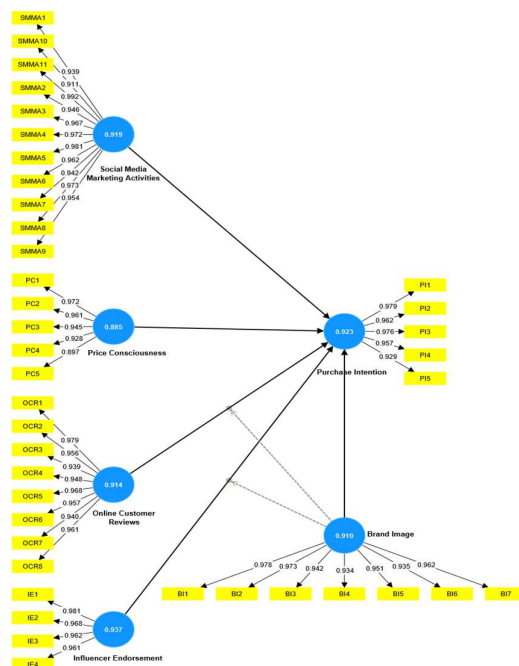 SMMA1
SMMA10
SMMA11
SMMA2
SMMA3
SMMA4
SMMA5
SMMA6
SMMA7
SMMA8
SMMA9
0.939
0.911
0.992
0.946
0.967
0.972
0.981
0.962
0.942
0.973
0.954
0.919
Social Media
Marketing Activities
PC1
PC2
PC3
PC4
PC5
0.972
0.961
0.945
0.928
0.897
0.885
Price Consciousness
PI1
PI2
PI3
PI4
PI5
0.979
0.962
0.976
0.957
0.929
0.923
Purchase Intention
OCR1
OCR2
OCR3
OCR4
OCR5
OCR6
OCR7
OCR8
0.979
0.956
0.939
0.948
0.968
0.957
0.940
0.961
0.914
Online Customer
Reviews
0.910
Brand Image
0.978
0.973
0.942
0.934
0.951
0.935
0.962
BI1
BI2
BI3
BI4
BI5
BI6
BI7
IE1
IE2
IE3
IE4
0.981
0.968
0.962
0.961
0.937
Influencer Endorsement